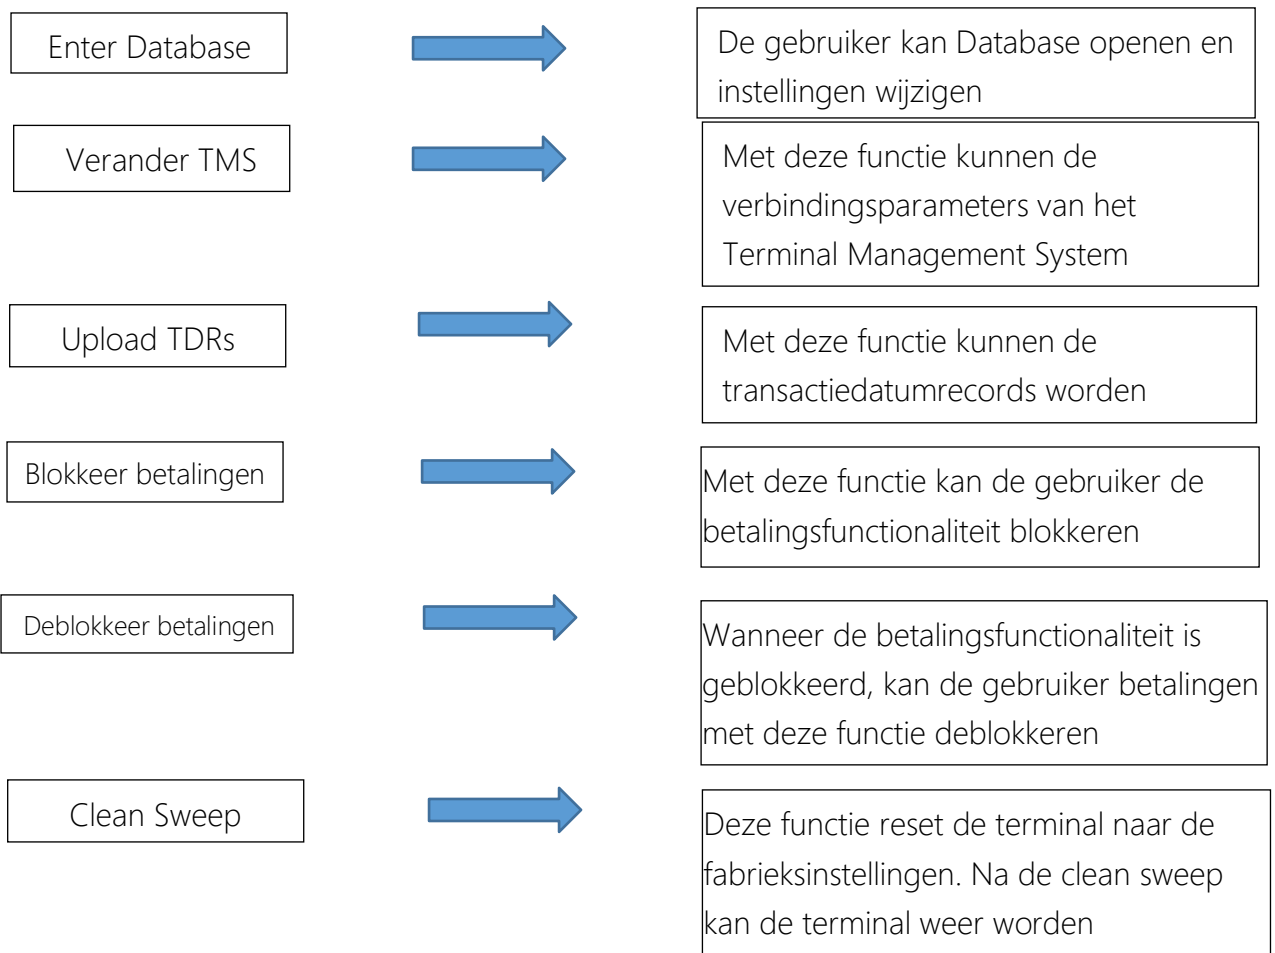 Enter Database
De gebruiker kan Database openen en
instellingen wijzigen
Verander TMS
Met deze functie kunnen de
verbindingsparameters van het
Terminal Management System
Upload TDRs
Met deze functie kunnen de
transactiedatumrecords worden
Blokkeer betalingen
Met deze functie kan de gebruiker de
betalingsfunctionaliteit blokkeren
Deblokkeer betalingen
Wanneer de betalingsfunctionaliteit is
geblokkeerd, kan de gebruiker betalingen
met deze functie deblokkeren
Clean Sweep
Deze functie reset de terminal naar de
fabrieksinstellingen. Na de clean sweep
kan de terminal weer worden